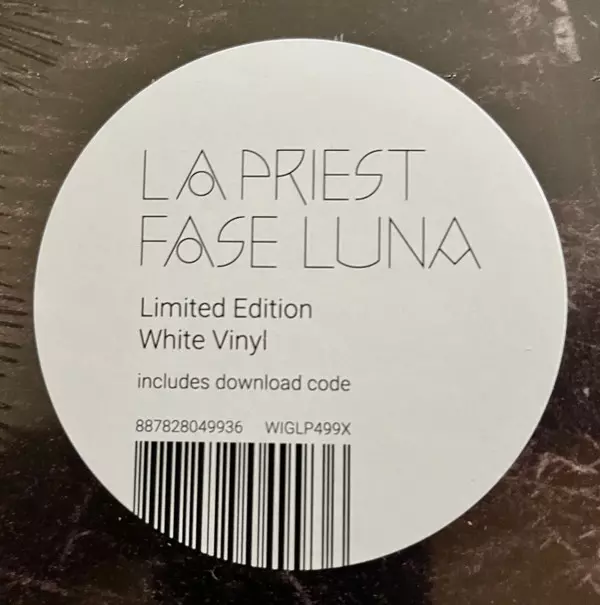 LA PRIEST
FASE LUNA
Limited Edition
White Vinyl
includes download code
887828049936 WIGLP499X